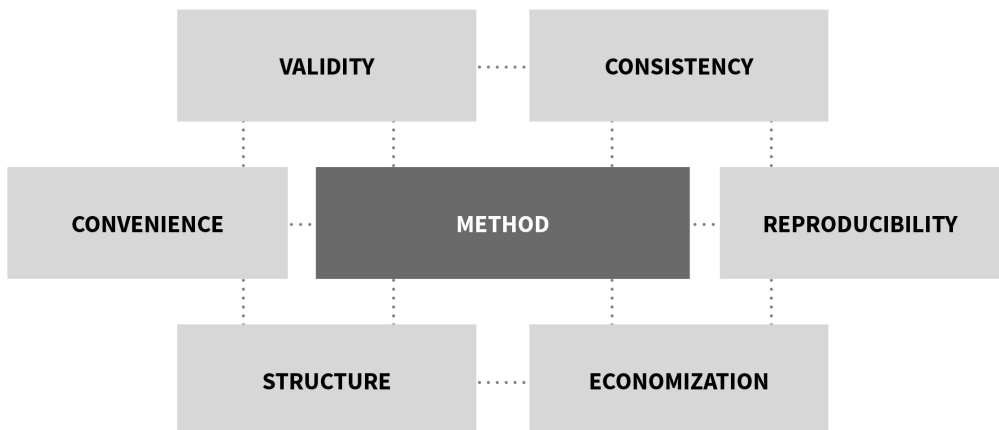 VALIDITY
CONSISTENCY
CONVENIENCE
METHOD
REPRODUCIBILITY
STRUCTURE
ECONOMIZATION